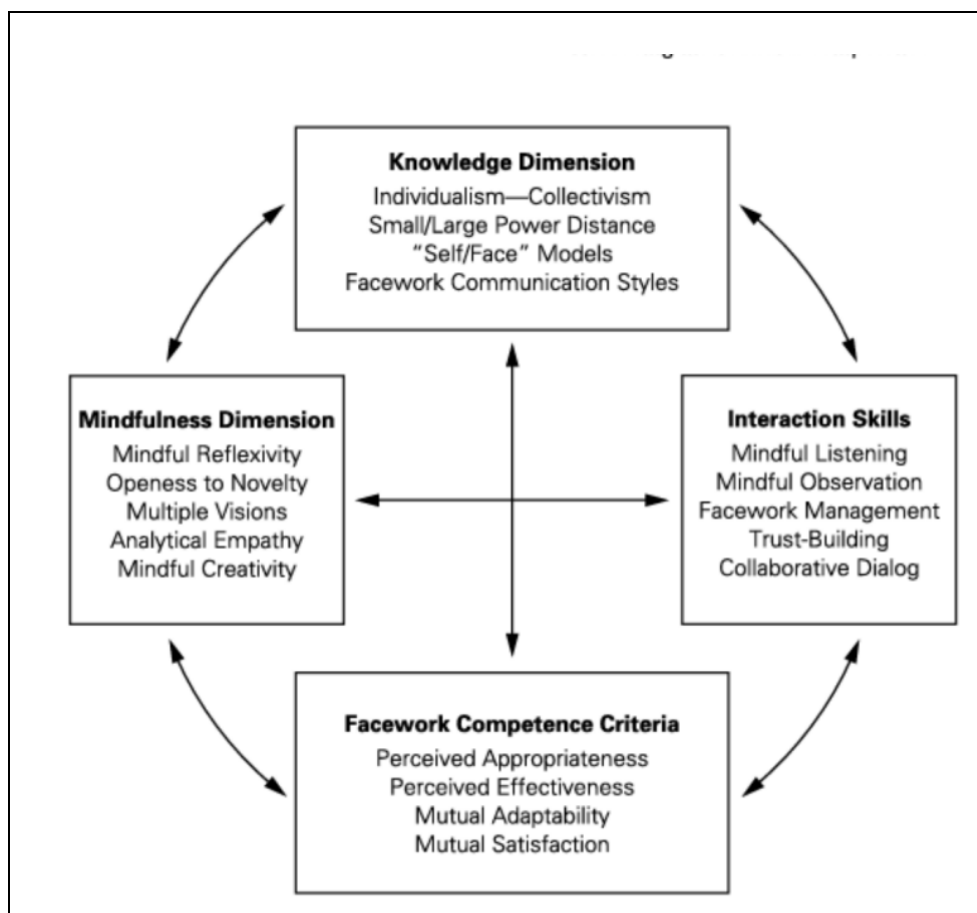 Knowledge Dimension
Individualism—Collectivism
Small/Large Power Distance
“Self/Face” Models
Facework Communication Styles
Mindfulness Dimension
Mindful Reflexivity
Openess to Novelty
Multiple Visions
Analytical Empathy
Mindful Creativity
Interaction Skills
Mindful Listening
Mindful Observation
Facework Management
Trust-Building
Collaborative Dialog
Facework Competence Criteria
Perceived Appropriateness
Perceived Effectiveness
Mutual Adaptability
Mutual Satisfaction